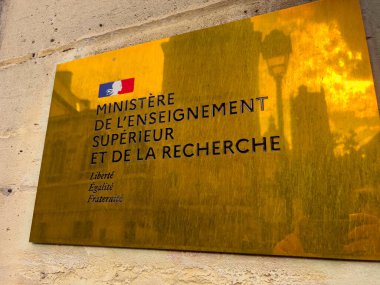 MINISTÈRE
DE L'ENSEIGNEMENT
SUPÉRIEUR
ET DE LA RECHERCHE
Liberté
Égalité
Fraternité